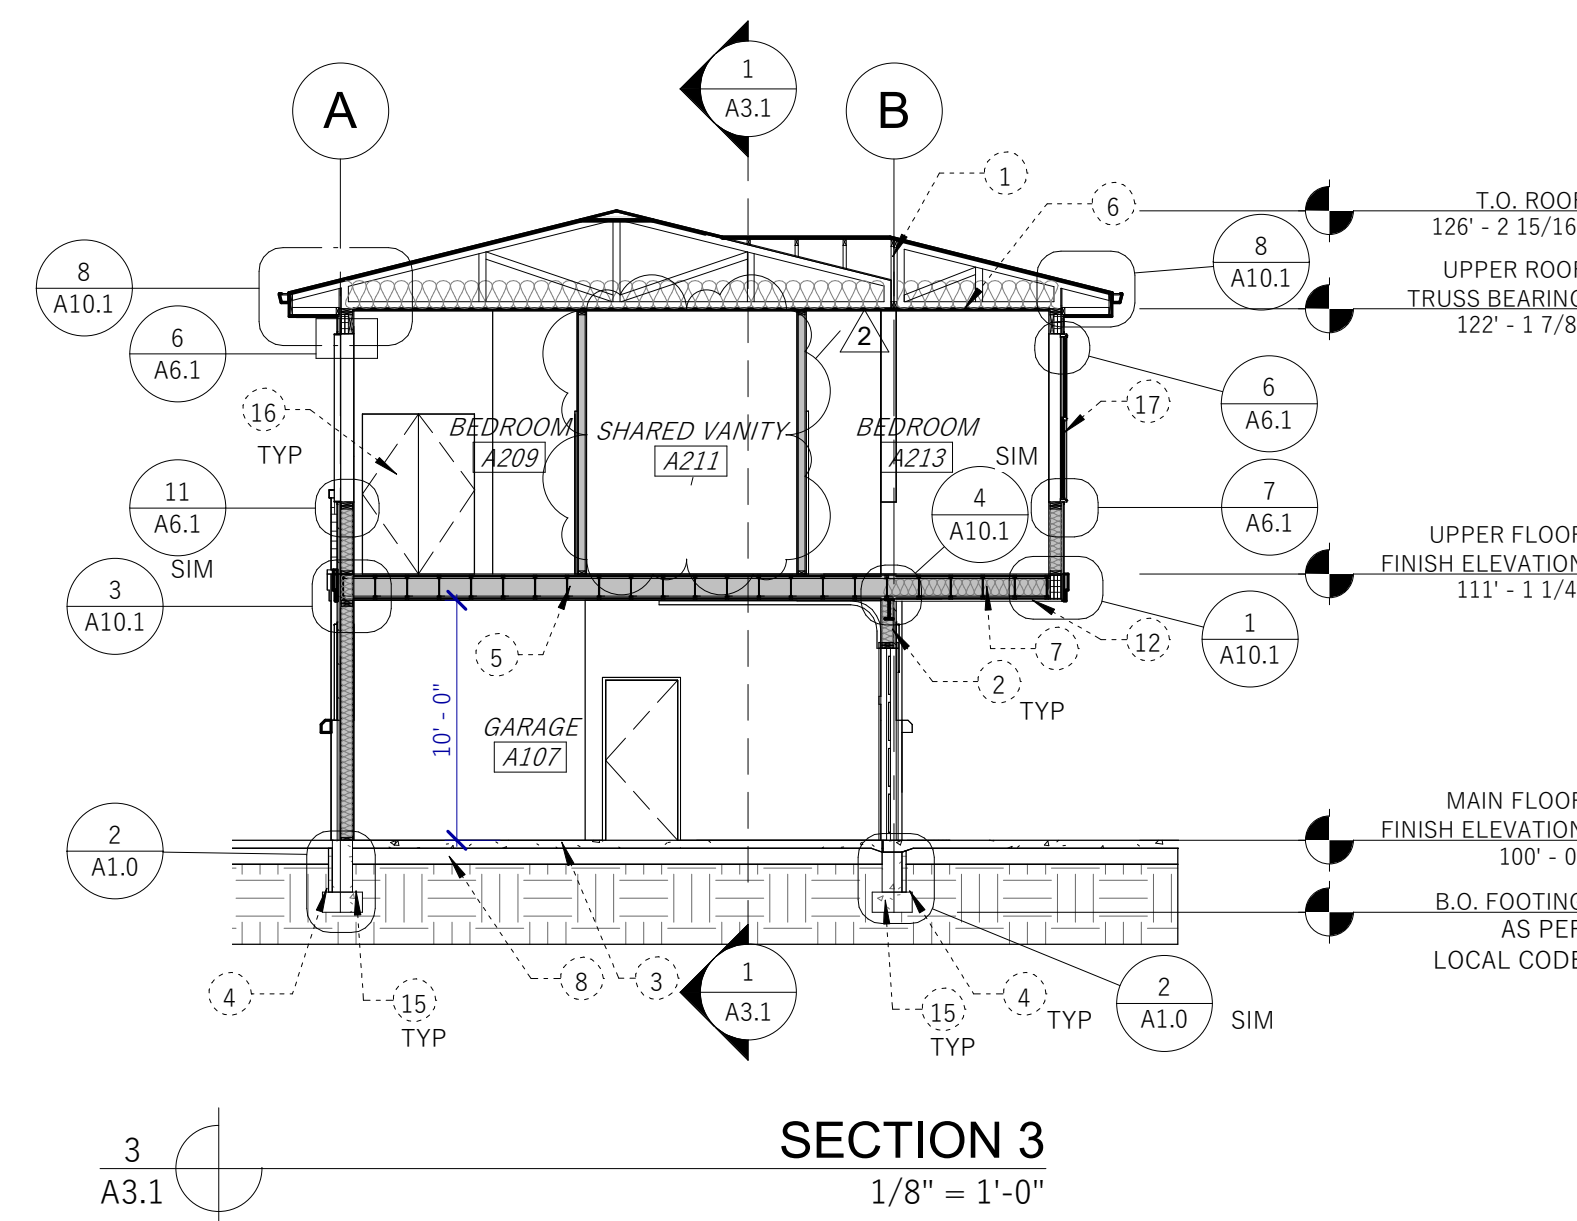 1
A3.1
A
B
1
6
T.O. ROOF
126' - 2 15/16
8
A10.1
8
A10.1
UPPER ROOF
TRUSS BEARING
122' - 1 7/8
6
A6.1
2
6
A6.1
16
TYP
17
BEDROOM
A209
SHARED VANITY
A211
BEDROOM
A213
SIM
11
A6.1
SIM
4
A10.1
7
A6.1
UPPER FLOOR
FINISH ELEVATION
111' - 1 1/4
3
A10.1
1
A10.1
5
7
12
2
TYP
10' - 0"
GARAGE
A107
MAIN FLOOR
FINISH ELEVATION
100' - 0
2
A1.0
B.O. FOOTING
AS PER
LOCAL CODE
4
15
TYP
8
3
1
A3.1
15
TYP
4
TYP
2
A1.0
SIM
3
A3.1
SECTION 3
1/8" = 1'-0"